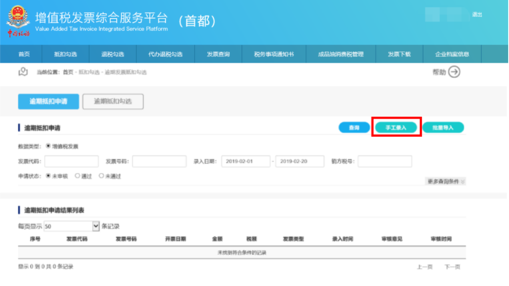 增值税发票综合服务平台（首都）
Value Added Tax Invoice Integrated Service Platform
退出
首页 抵扣勾选 退税勾选 代办退税勾选 发票查询 税务事项通知书 成品油消费税管理 发票下载 企业档案信息
当前位置：首页 - 抵扣勾选 - 逾期发票抵扣勾选
帮助
逾期抵扣申请 逾期抵扣勾选
逾期抵扣申请 查询 手工录入 批量导入
数据类型： 增值税发票
发票代码： 发票号码： 录入日期： 2019-02-01 - 2019-02-20 销方税号：
申请状态： 未审核 通过 未通过
更多查询条件
逾期抵扣申请结果列表
每页显示 50 条记录
序号 发票代码 发票号码 开票日期 金额 税额 发票类型 录入时间 审核意见 审核时间
未找到符合条件的记录
显示 0 到 0 共 0 条记录
上一页 下一页